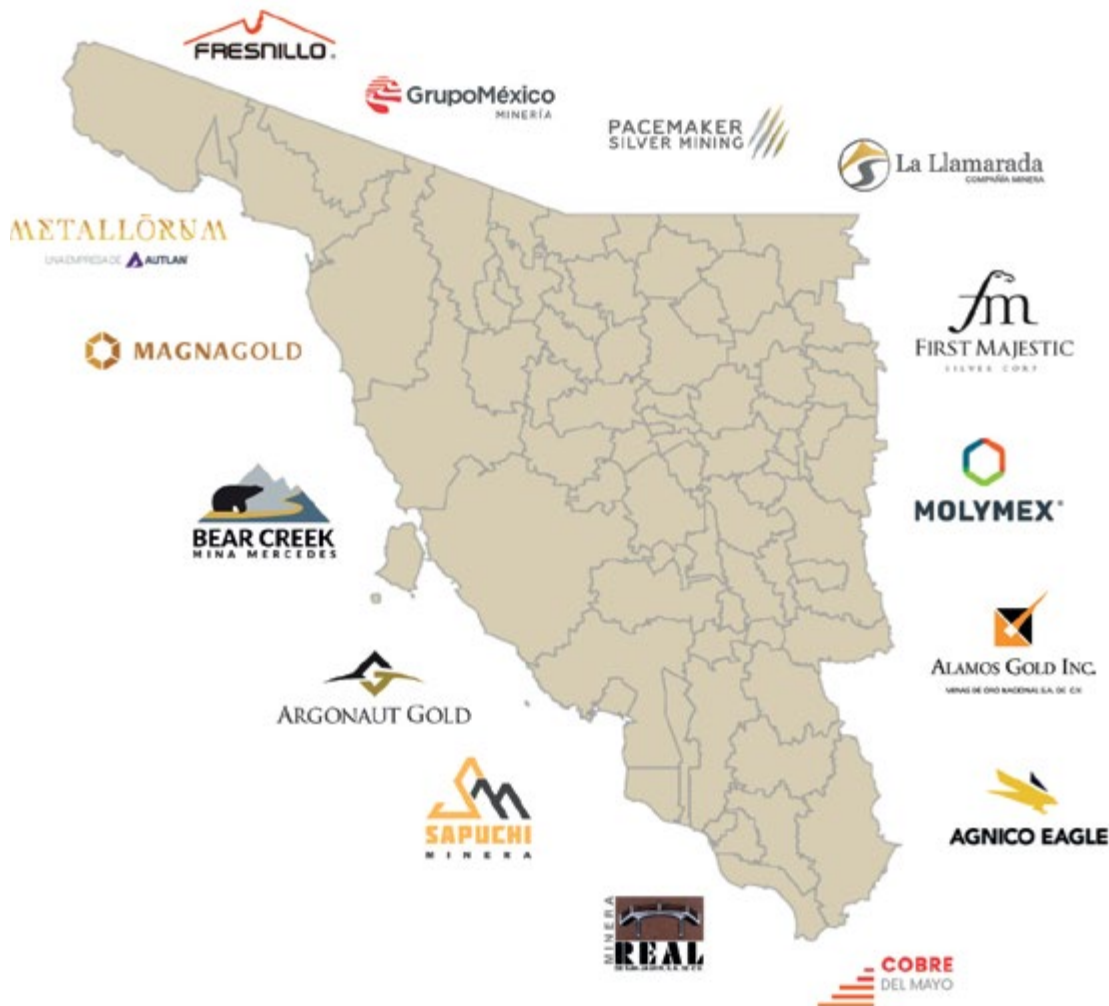 FRESNILLO®
GrupoMéxico
MINERÍA
PACEMAKER
SILVER MINING
La Llamarada
COMPAÑÍA MINERA
METALLŌRUM
UNA EMPRESA DE AUTLAN
fm
FIRST MAJESTIC
SILVER CORP
MAGNAGOLD
BEAR CREEK
MINA MERCEDES
MOLYMEX®
ALAMOS GOLD INC.
MINAS DE ORO NACIONAL S.A. DE C.V.
ARGONAUT GOLD
SAPUCHI
MINERA
AGNICO EAGLE
MINERA
REAL
COBRE
DEL MAYO